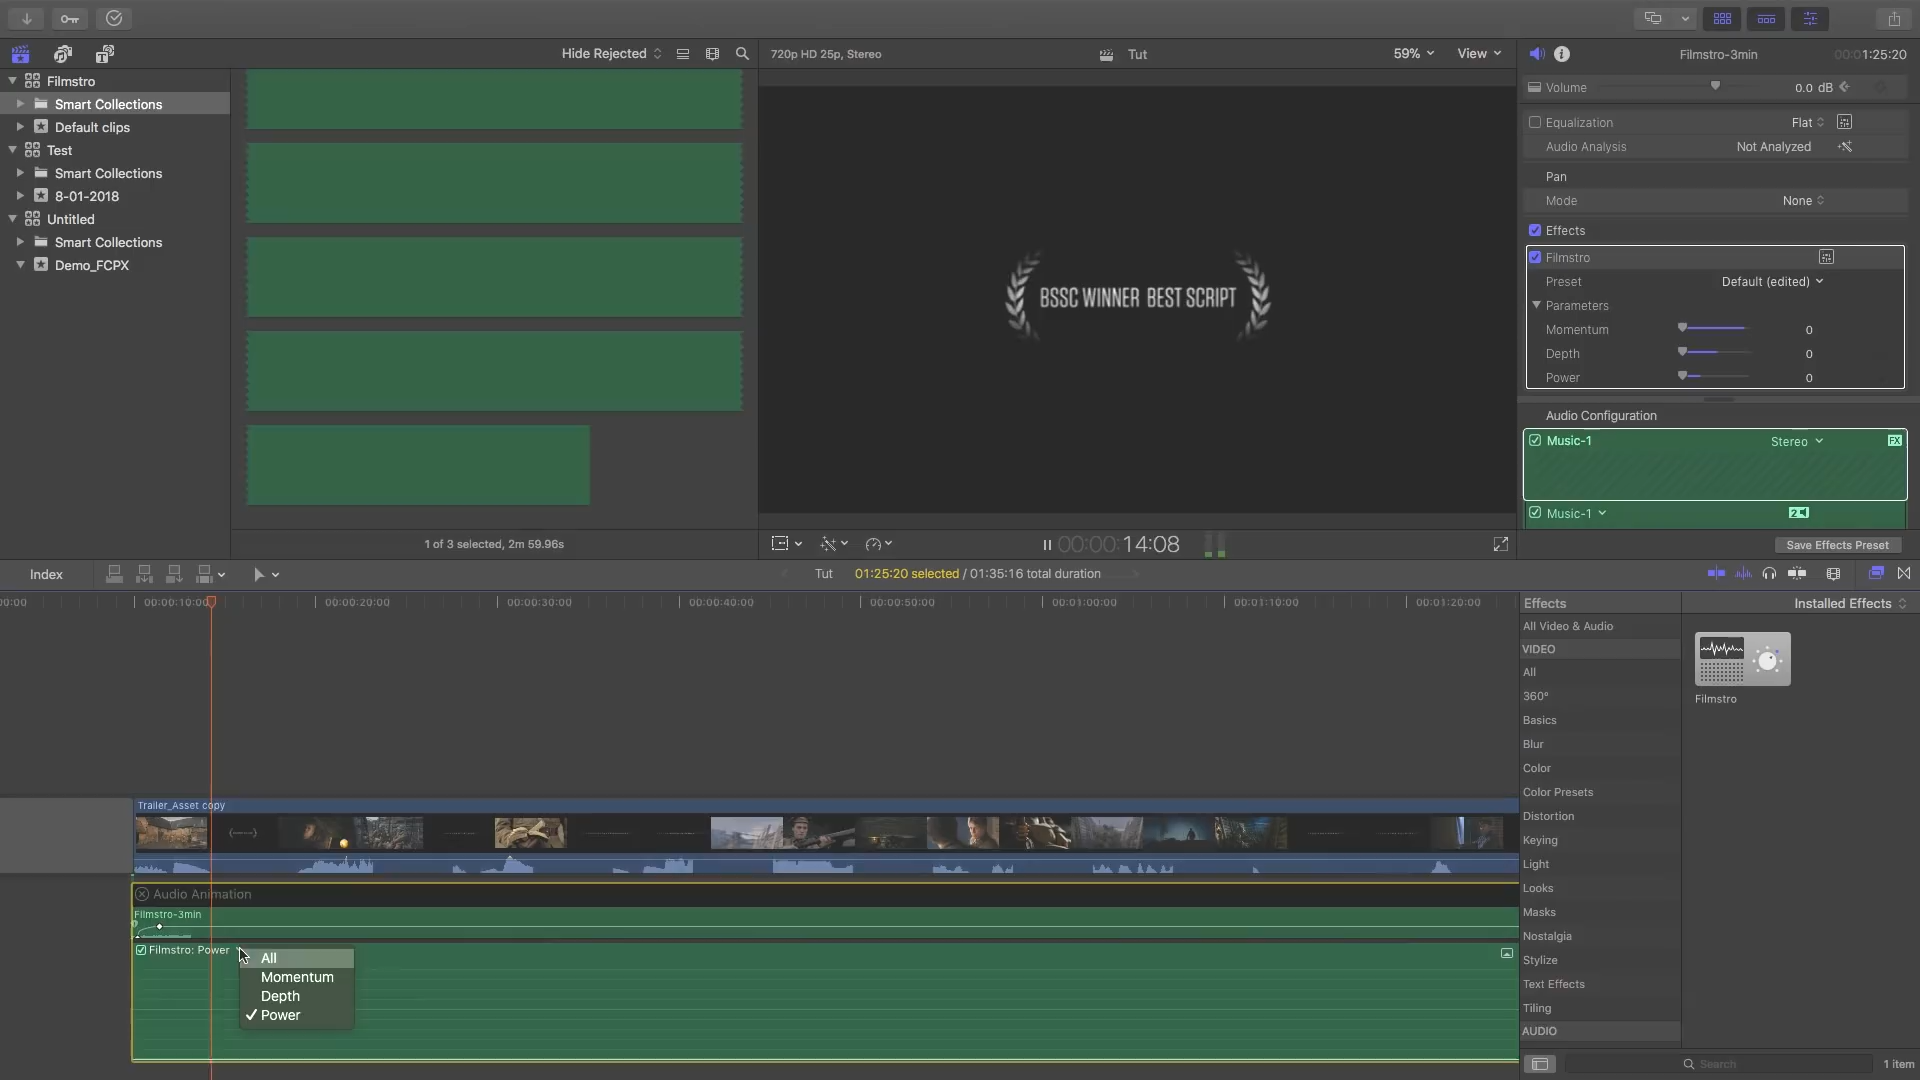 Hide Rejected
720p HD 25p, Stereo
Tut
59%
View
Filmstro-3min
00:01:25:20
Filmstro
Smart Collections
Default clips
Test
Smart Collections
8-01-2018
Untitled
Smart Collections
Demo_FCPX
BSSC WINNER BEST SCRIPT
Volume
0.0 dB
Equalization
Flat
Audio Analysis
Not Analyzed
Pan
Mode
None
Effects
Filmstro
Preset
Default (edited)
Parameters
Momentum
0
Depth
0
Power
0
Audio Configuration
Music-1
Stereo
FX
Music-1
2
Save Effects Preset
1 of 3 selected, 2m 59.96s
00:00:14:08
Index
Tut
01:25:20 selected / 01:35:16 total duration
00:00
00:00:10:00
00:00:20:00
00:00:30:00
00:00:40:00
00:00:50:00
00:01:00:00
00:01:10:00
00:01:20:00
Effects
Installed Effects
All Video & Audio
VIDEO
All
360°
Basics
Blur
Color
Color Presets
Distortion
Keying
Light
Looks
Masks
Nostalgia
Stylize
Text Effects
Tiling
AUDIO
Filmstro
Trailer_Asset copy
Audio Animation
Filmstro-3min
Filmstro: Power
All
Momentum
Depth
Power
Search
1 item